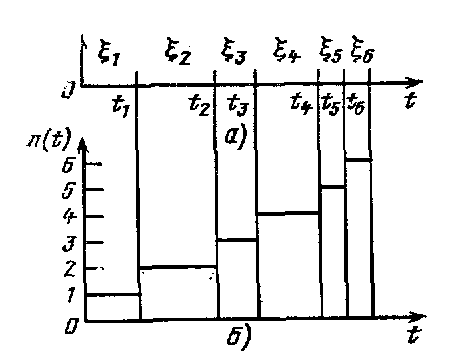 ξ₁ ξ₂ ξ₃ ξ₄ ξ₅ ξ₆
0 t₁ t₂ t₃ t₄ t₅ t₆ t
а)
n(t)
6
5
4
3
2
1
0 t
б)